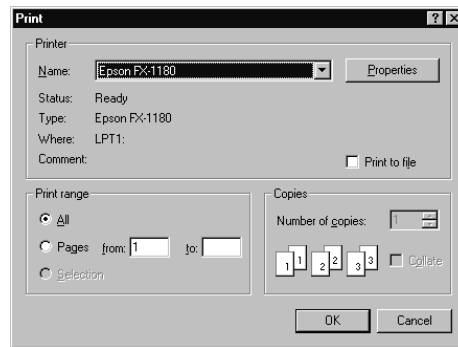 Print
Printer
Name: Epson FX-1180 Properties
Status: Ready
Type: Epson FX-1180
Where: LPT1:
Comment: Print to file
Print range
All
Pages from: 1 to:
Selection
Copies
Number of copies: 1
1 1 2 2 3 3 Collate
OK Cancel